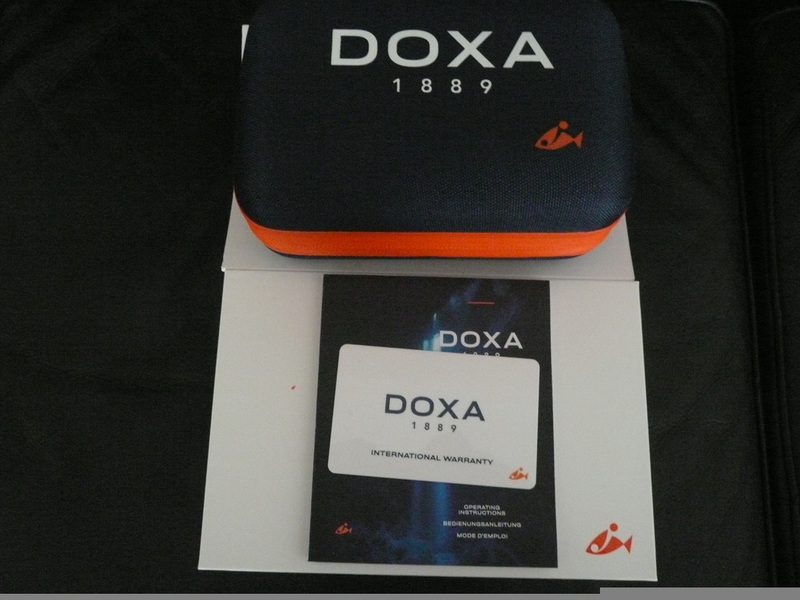 DOXA
1889
DOXA
1889
DOXA
1889
INTERNATIONAL WARRANTY
OPERATING
INSTRUCTIONS
BEDIENUNGSANLEITUNG
MODE D'EMPLOI